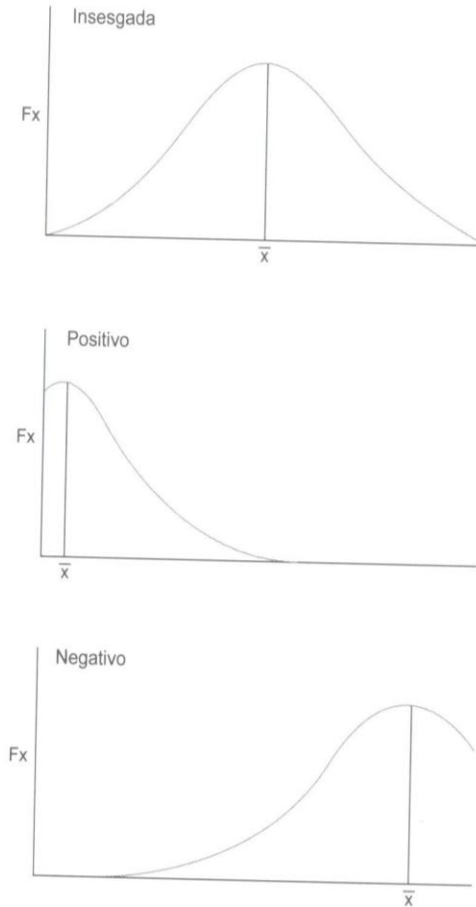 Insesgada
Fx
x̅
Positivo
Fx
x̅
Negativo
Fx
x̅